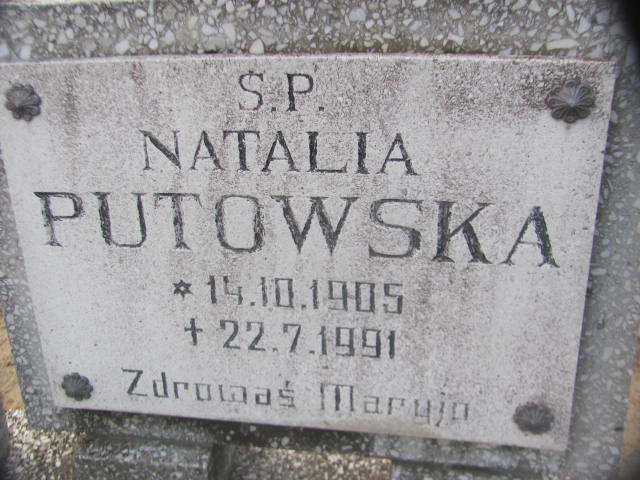 S.P.
NATALIA
PUTOWSKA
* 14.10.1905
+ 22.7.1991
Zdrowaś Maryjo